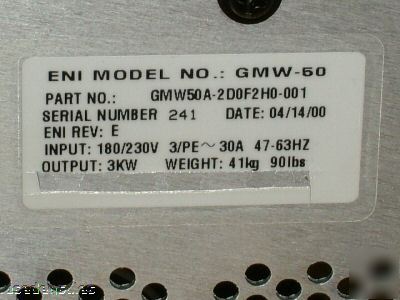 ENI MODEL NO.: GMW-50
PART NO.: GMW50A-2D0F2H0-001
SERIAL NUMBER 241 DATE: 04/14/00
ENI REV: E
INPUT: 180/230V 3/PE~ 30A 47-63HZ
OUTPUT: 3KW WEIGHT: 41kg 90lbs